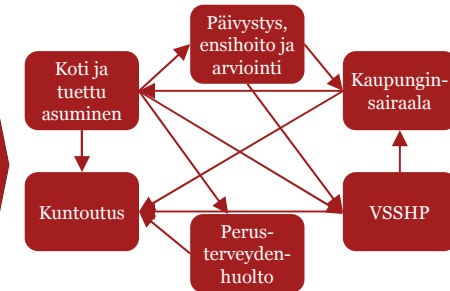 Päivystys,
ensihoito ja
arviointi
Koti ja
tuettu
asuminen
Kaupungin-
sairaala
Kuntoutus
VSSHP
Perus-
terveyden-
huolto